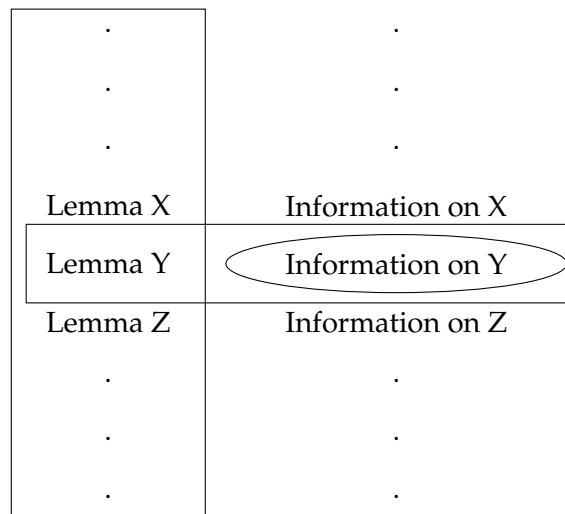 . .
. .
. .
Lemma X Information on X
Lemma Y Information on Y
Lemma Z Information on Z
. .
. .
. .